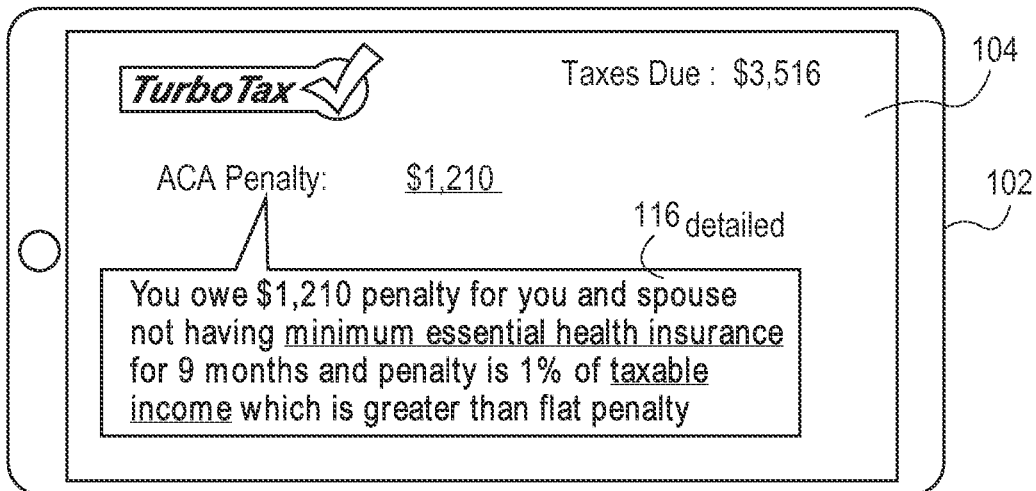 TurboTax
Taxes Due : $3,516
104
ACA Penalty: $1,210
102
116 detailed
You owe $1,210 penalty for you and spouse
not having minimum essential health insurance
for 9 months and penalty is 1% of taxable
income which is greater than flat penalty